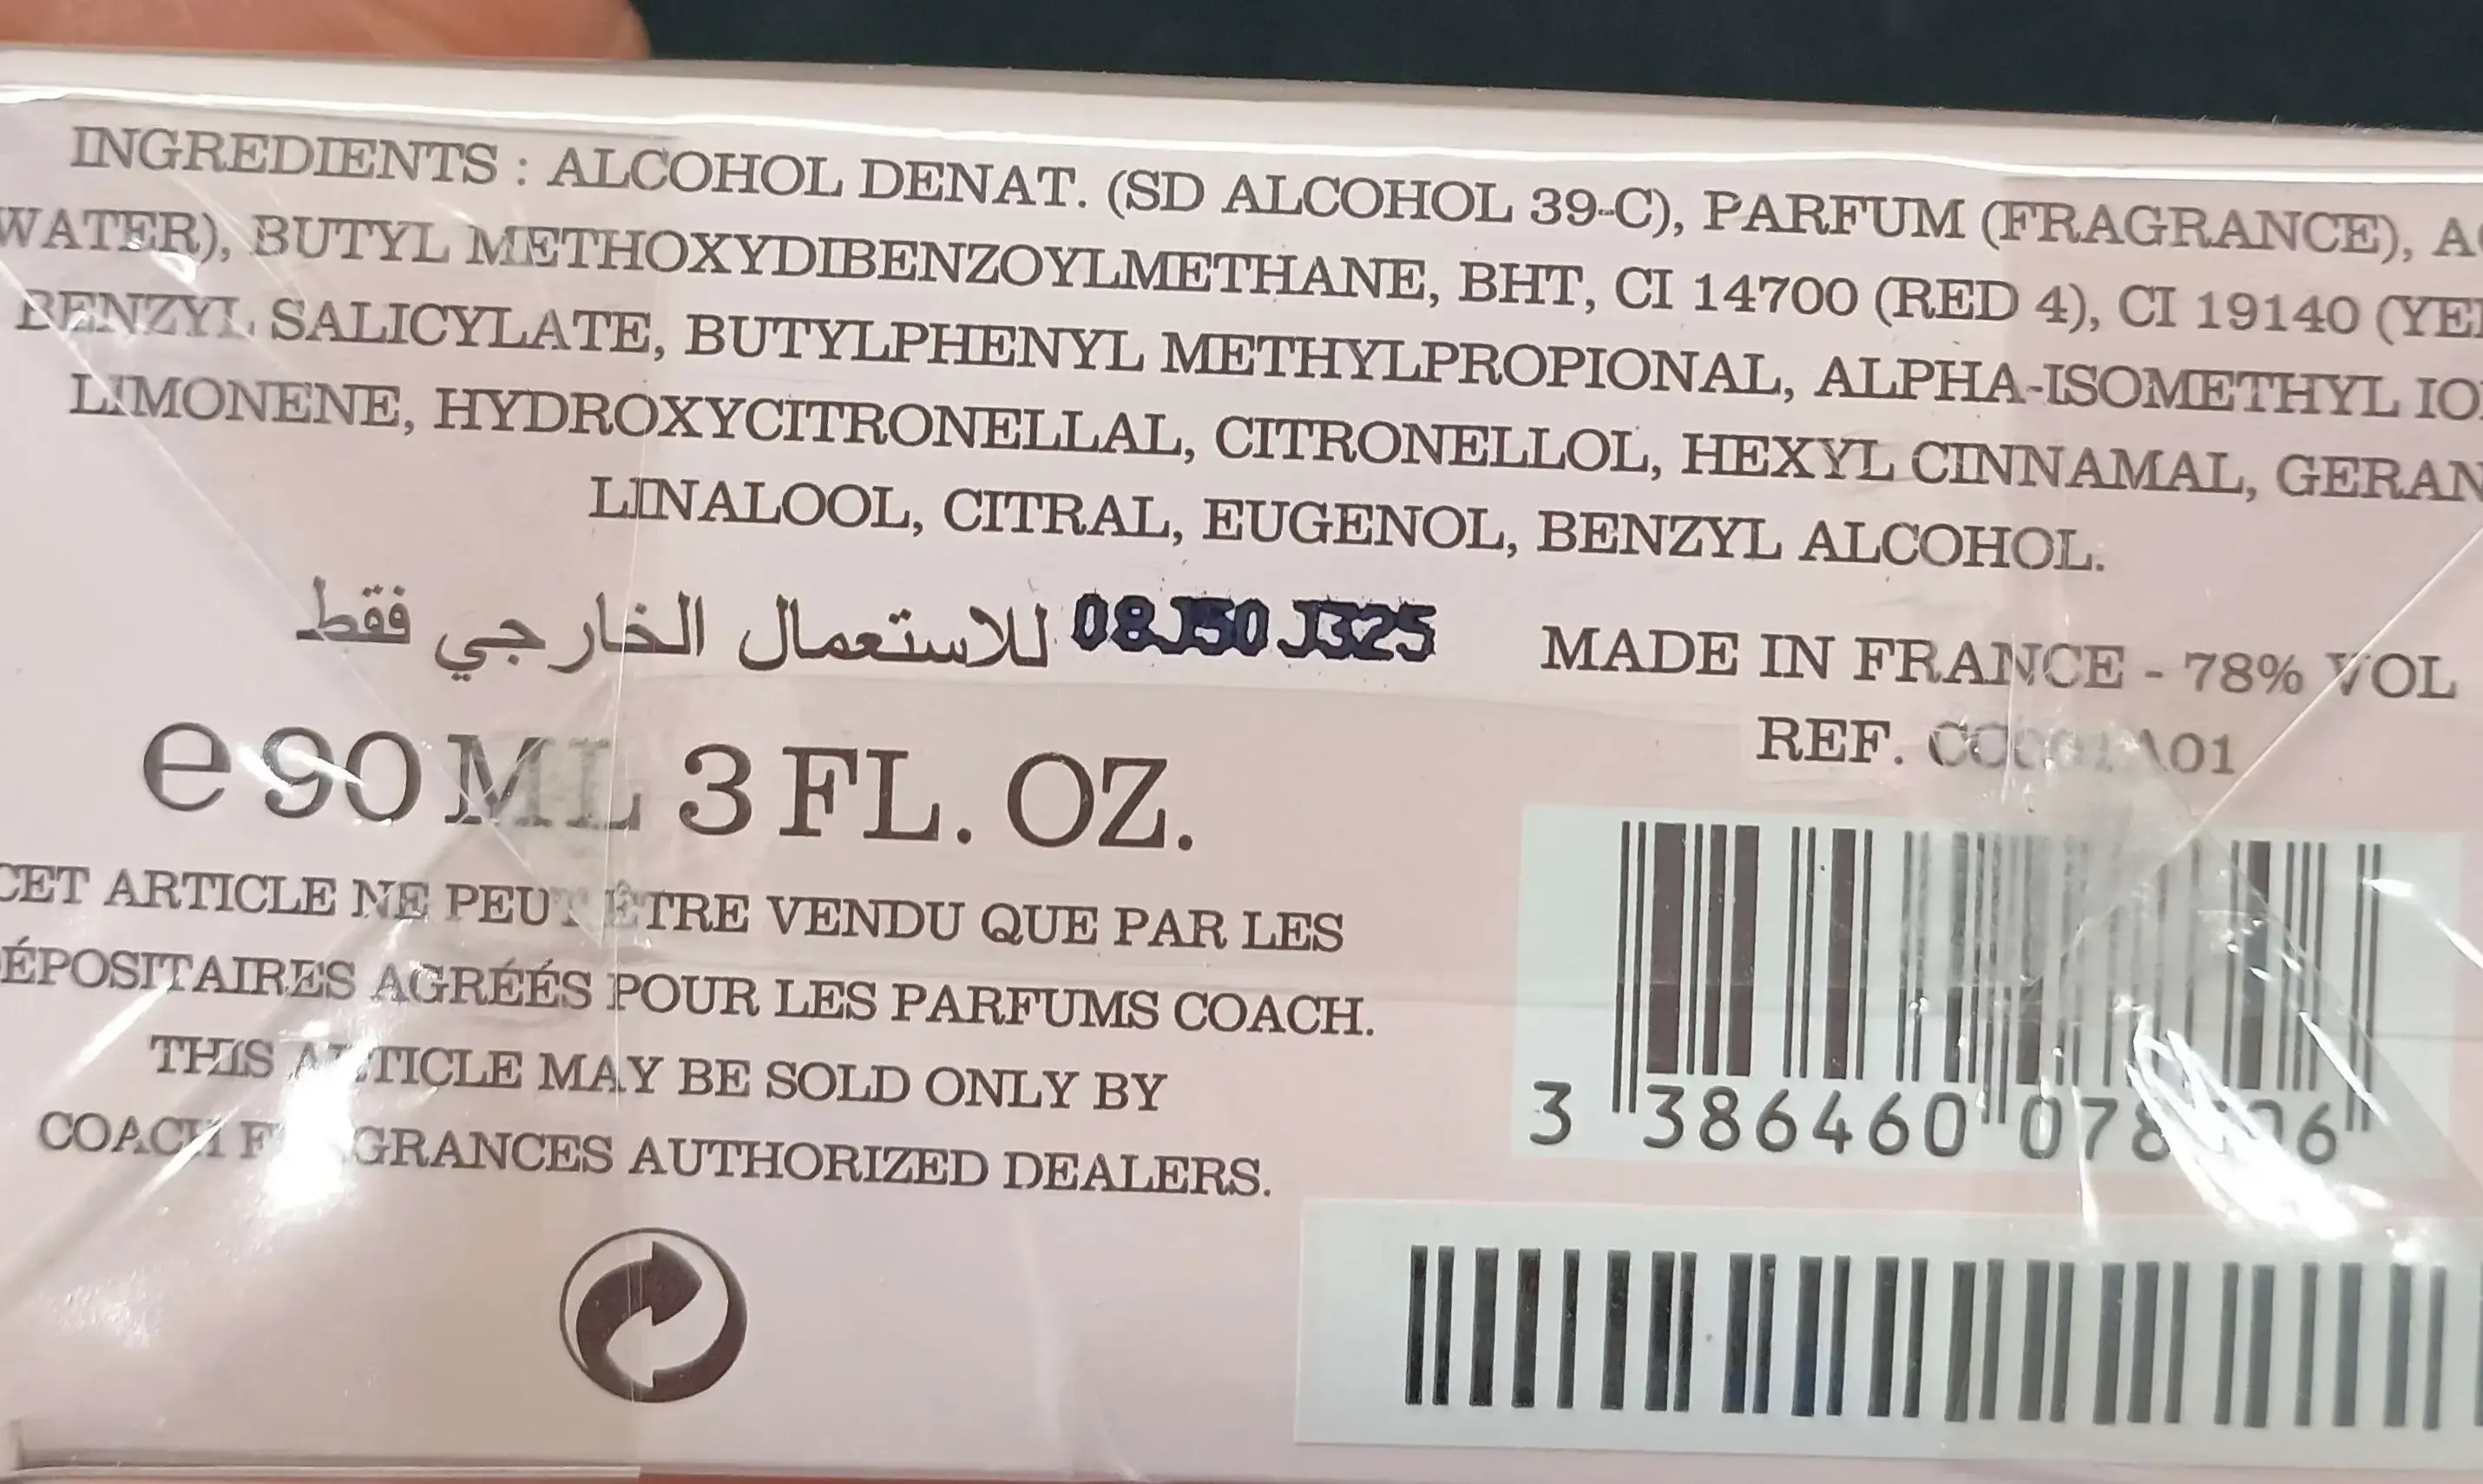 INGREDIENTS : ALCOHOL DENAT. (SD ALCOHOL 39-C), PARFUM (FRAGRANCE),
WATER), BUTYL METHOXYDIBENZOYLMETHANE, BHT, CI 14700 (RED 4), CI 19140
BENZYL SALICYLATE, BUTYLPHENYL METHYLPROPIONAL, ALPHA-ISOMETHYL
LIMONENE, HYDROXYCITRONELLAL, CITRONELLOL, HEXYL CINNAMAL,
LINALOOL, CITRAL, EUGENOL, BENZYL ALCOHOL.
للاستعمال الخارجي فقط 08J50 J325
MADE IN FRANCE - 78% VOL
REF.
e 90 ML 3 FL. OZ.
CET ARTICLE NE PEUT ÊTRE VENDU QUE PAR LES
DÉPOSITAIRES AGRÉÉS POUR LES PARFUMS COACH.
THIS ARTICLE MAY BE SOLD ONLY BY
COACH FRAGRANCES AUTHORIZED DEALERS.
3 386460